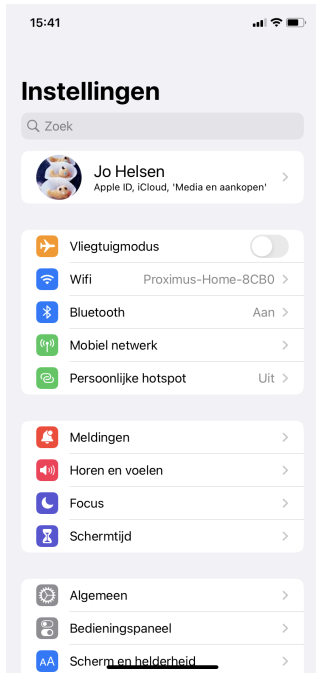 15:41
Instellingen
Zoek
Jo Helsen
Apple ID, iCloud, 'Media en aankopen'
Vliegtuigmodus
Wifi Proximus-Home-8CB0
Bluetooth Aan
Mobiel netwerk
Persoonlijke hotspot Uit
Meldingen
Horen en voelen
Focus
Schermtijd
Algemeen
Bedieningspaneel
AA Scherm en helderheid